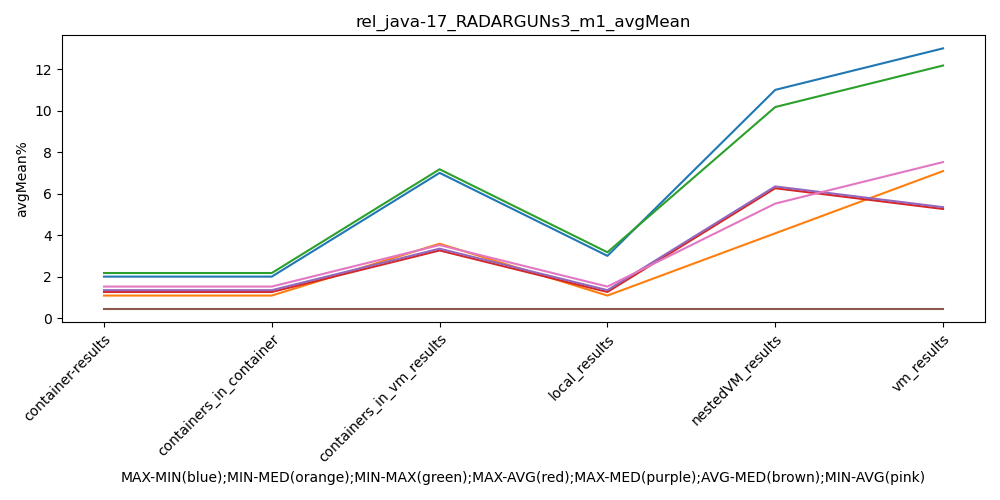 rel_java-17_RADARGUNs3_m1_avgMean
avgMean%
12
10
8
6
4
2
0
container-results
containers_in_container
containers_in_vm_results
local_results
nestedVM_results
vm_results
MAX-MIN(blue);MIN-MED(orange);MIN-MAX(green);MAX-AVG(red);MAX-MED(purple);AVG-MED(brown);MIN-AVG(pink)